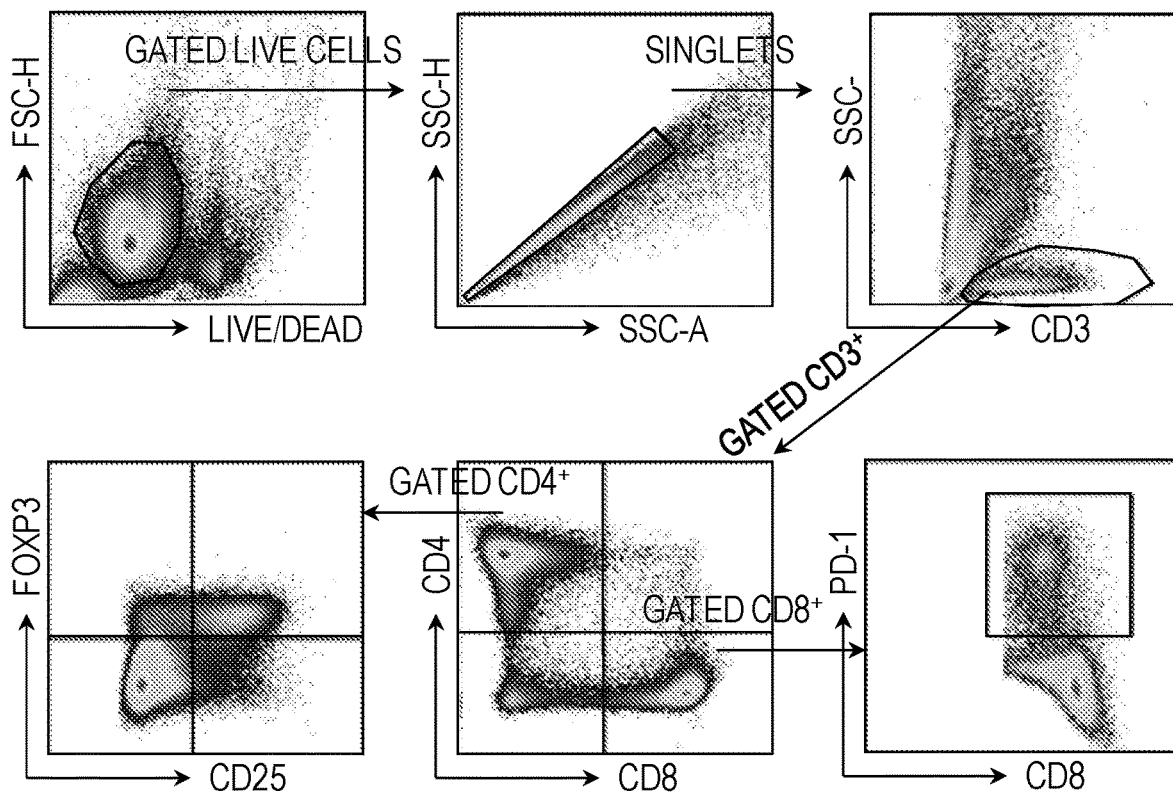 FSC-H
GATED LIVE CELLS
LIVE/DEAD
SSC-H
SINGLETS
SSC-A
SSC-
CD3
GATED CD3⁺
FOXP3
GATED CD4⁺
CD25
CD4
GATED CD8⁺
CD8
PD-1
CD8